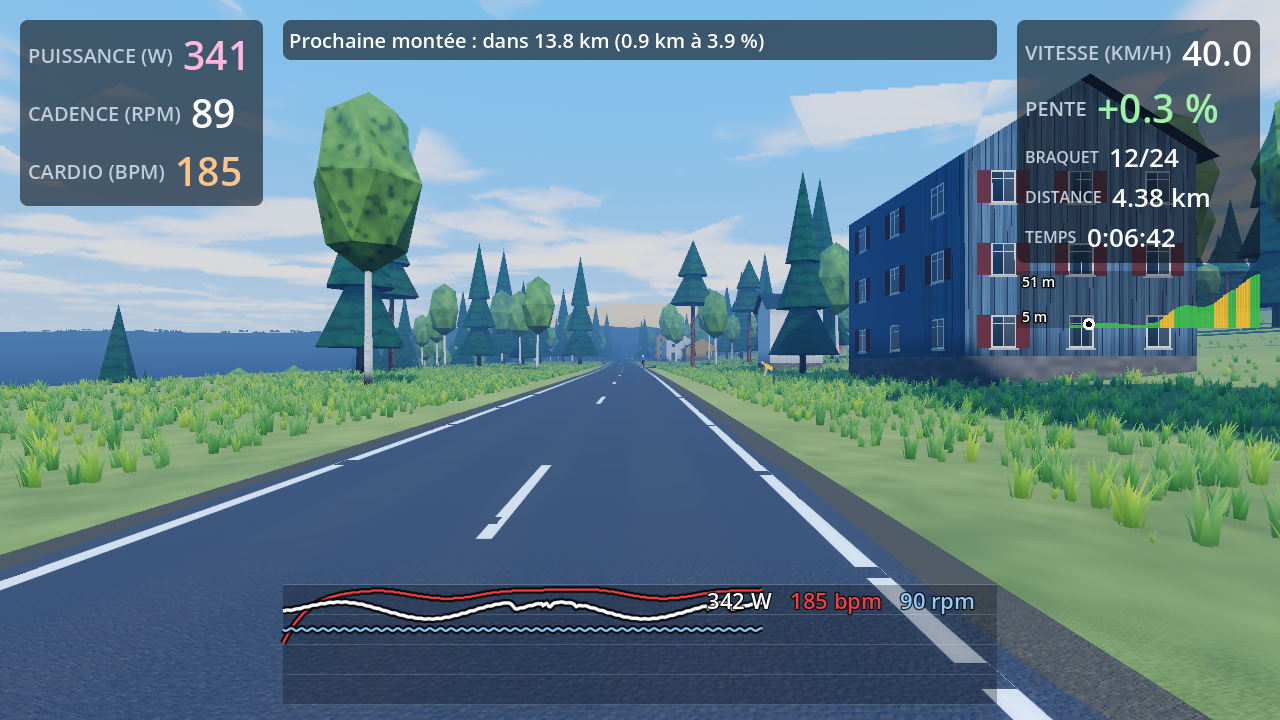 PUISSANCE (W) 341
CADENCE (RPM) 89
CARDIO (BPM) 185
Prochaine montée : dans 13.8 km (0.9 km à 3.9 %)
VITESSE (KM/H) 40.0
PENTE +0.3 %
BRAQUET 12/24
DISTANCE 4.38 km
TEMPS 0:06:42
51 m
5 m
342 W 185 bpm 90 rpm